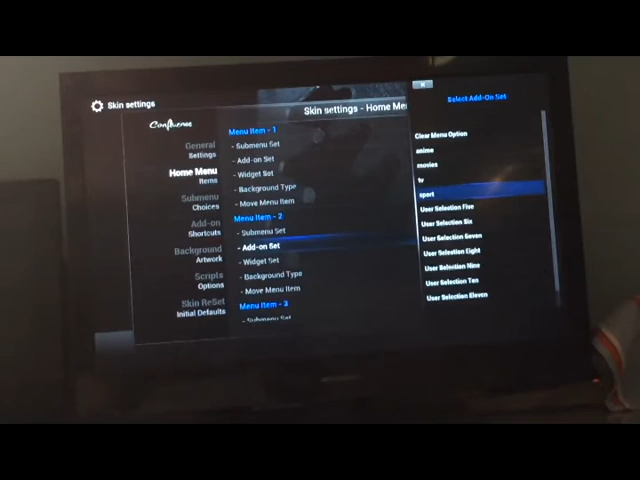 Skin settings
Confluence
Skin settings - Home Me
General
Settings
Home Menu
Items
Submenu
Choices
Add-on
Shortcuts
Background
Artwork
Scripts
Options
Skin ReSet
Initial Defaults
Menu Item - 1
- Submenu Set
- Add-on Set
- Widget Set
- Background Type
- Move Menu Item
Menu Item - 2
- Submenu Set
- Add-on Set
- Widget Set
- Background Type
- Move Menu Item
Menu Item - 3
- Submenu Set
Select Add-On Set
Clear Menu Option
anime
movies
tv
sport
User Selection Five
User Selection Six
User Selection Seven
User Selection Eight
User Selection Nine
User Selection Ten
User Selection Eleven